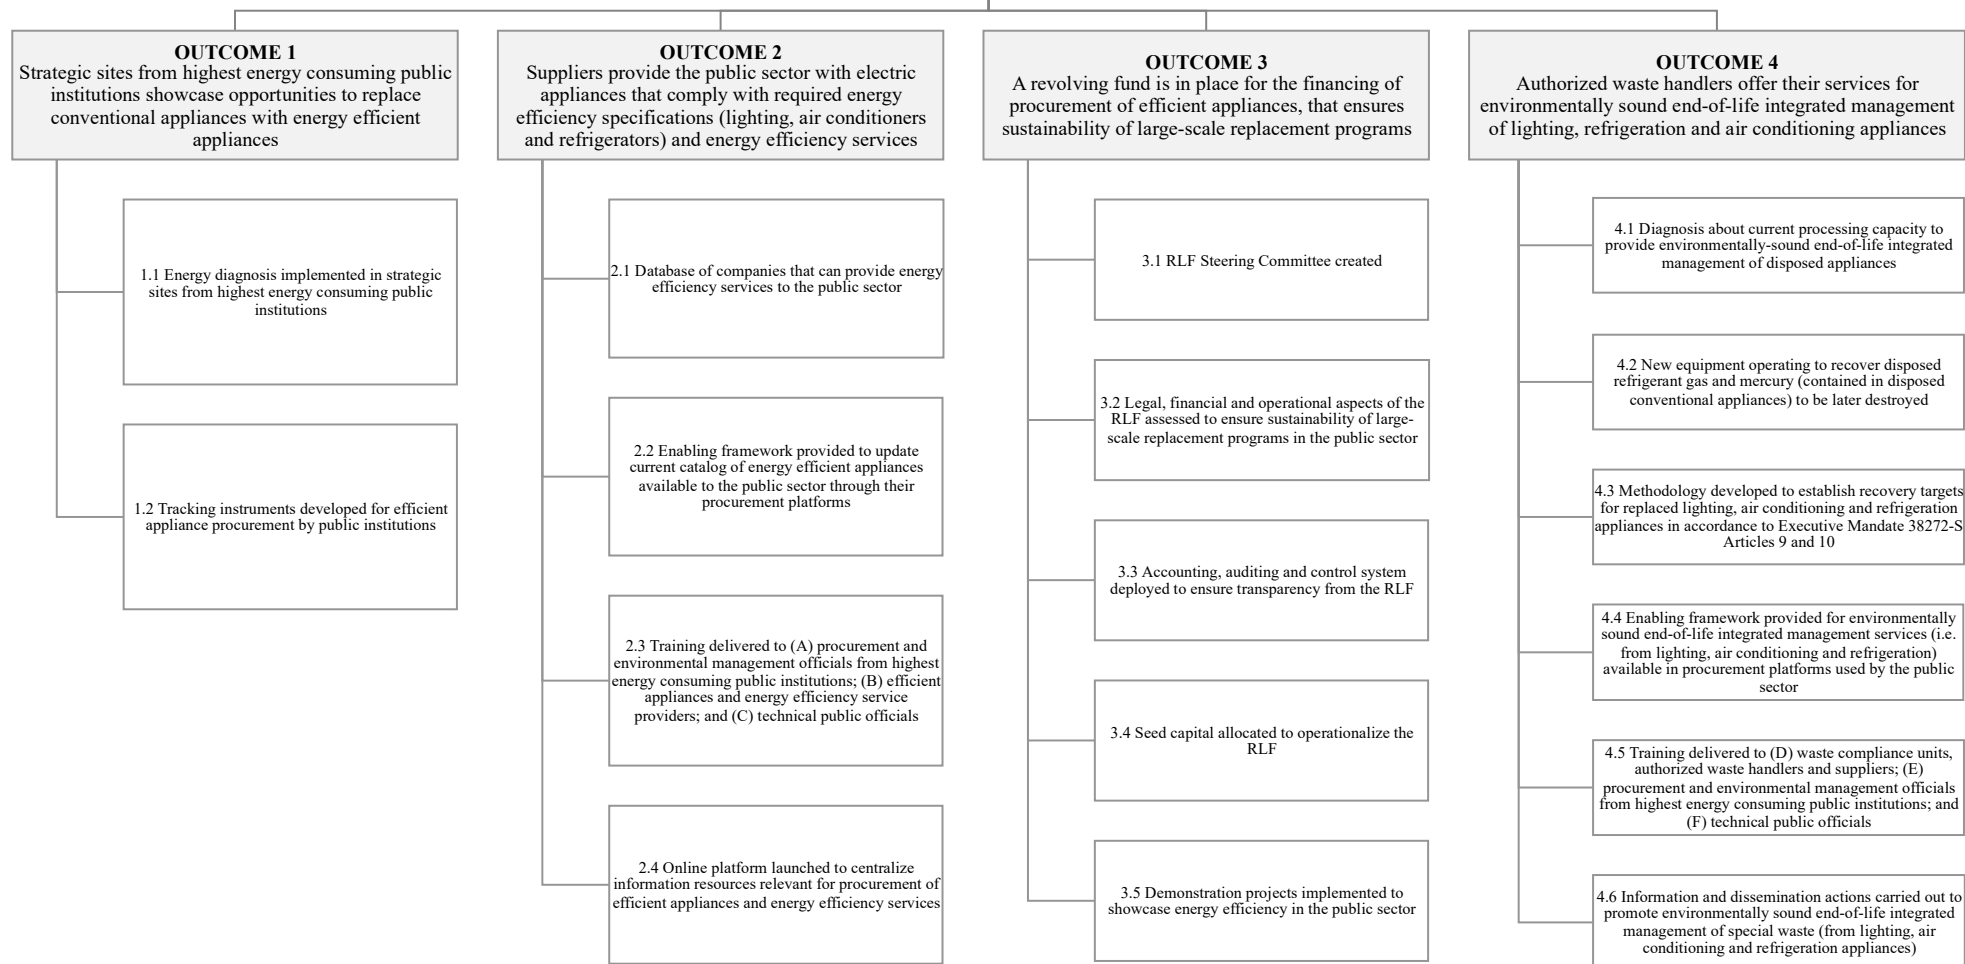 OUTCOME 1
Strategic sites from highest energy consuming public
institutions showcase opportunities to replace
conventional appliances with energy efficient
appliances
1.1 Energy diagnosis implemented in strategic
sites from highest energy consuming public
institutions
1.2 Tracking instruments developed for efficient
appliance procurement by public institutions
OUTCOME 2
Suppliers provide the public sector with electric
appliances that comply with required energy
efficiency specifications (lighting, air conditioners
and refrigerators) and energy efficiency services
2.1 Database of companies that can provide energy
efficiency services to the public sector
2.2 Enabling framework provided to update
current catalog of energy efficient appliances
available to the public sector through their
procurement platforms
2.3 Training delivered to (A) procurement and
environmental management officials from highest
energy consuming public institutions; (B) efficient
appliances and energy efficiency service
providers; and (C) technical public officials
2.4 Online platform launched to centralize
information resources relevant for procurement of
efficient appliances and energy efficiency services
OUTCOME 3
A revolving fund is in place for the financing of
procurement of efficient appliances, that ensures
sustainability of large-scale replacement programs
3.1 RLF Steering Committee created
3.2 Legal, financial and operational aspects of the
RLF assessed to ensure sustainability of large-
scale replacement programs in the public sector
3.3 Accounting, auditing and control system
deployed to ensure transparency from the RLF
3.4 Seed capital allocated to operationalize the
RLF
3.5 Demonstration projects implemented to
showcase energy efficiency in the public sector
OUTCOME 4
Authorized waste handlers offer their services for
environmentally sound end-of-life integrated management
of lighting, refrigeration and air conditioning appliances
4.1 Diagnosis about current processing capacity to
provide environmentally-sound end-of-life integrated
management of disposed appliances
4.2 New equipment operating to recover disposed
refrigerant gas and mercury (contained in disposed
conventional appliances) to be later destroyed
4.3 Methodology developed to establish recovery targets
for replaced lighting, air conditioning and refrigeration
appliances in accordance to Executive Mandate 38272-S
Articles 9 and 10
4.4 Enabling framework provided for environmentally
sound end-of-life integrated management services (i.e.
from lighting, air conditioning and refrigeration)
available in procurement platforms used by the public
sector
4.5 Training delivered to (D) waste compliance units,
authorized waste handlers and suppliers; (E)
procurement and environmental management officials
from highest energy consuming public institutions; and
(F) technical public officials
4.6 Information and dissemination actions carried out to
promote environmentally sound end-of-life integrated
management of special waste (from lighting, air
conditioning and refrigeration appliances)